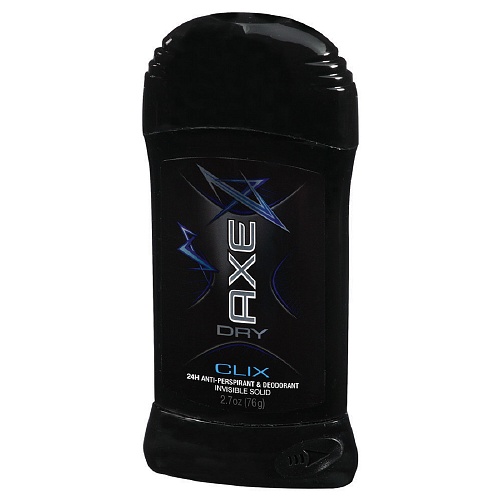 AXE
DRY
CLIX
24H ANTI-PERSPIRANT & DEODORANT
INVISIBLE SOLID
2.7oz (76g)